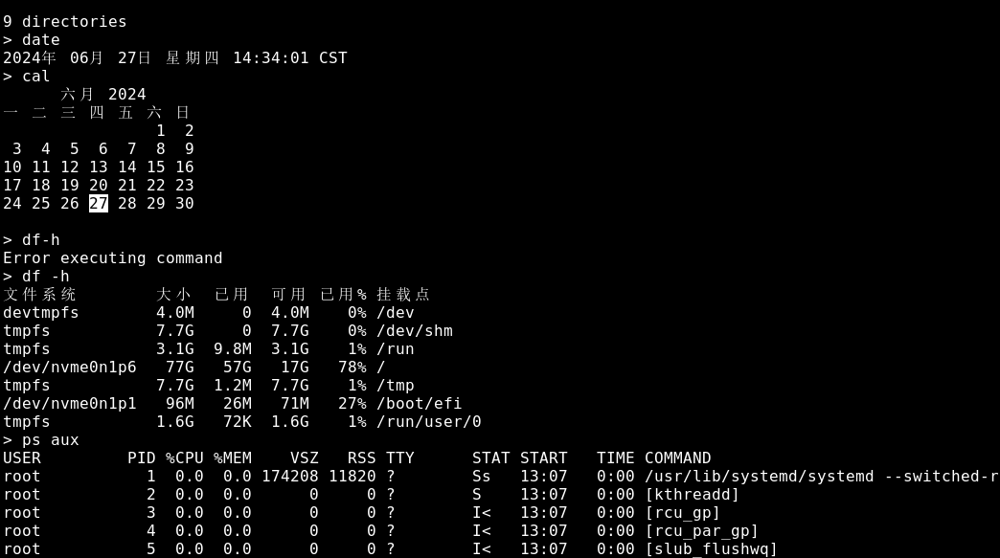 9 directories
> date
2024年 06月 27日 星期四 14:34:01 CST
> cal
      六月 2024
一 二 三 四 五 六 日
                1  2
 3  4  5  6  7  8  9
10 11 12 13 14 15 16
17 18 19 20 21 22 23
24 25 26 27 28 29 30
> df-h
Error executing command
> df -h
文件系统        大小  已用  可用 已用% 挂载点
devtmpfs        4.0M     0  4.0M    0% /dev
tmpfs           7.7G     0  7.7G    0% /dev/shm
tmpfs           3.1G  9.8M  3.1G    1% /run
/dev/nvme0n1p6   77G   57G   17G   78% /
tmpfs           7.7G  1.2M  7.7G    1% /tmp
/dev/nvme0n1p1   96M   26M   71M   27% /boot/efi
tmpfs           1.6G   72K  1.6G    1% /run/user/0
> ps aux
USER         PID %CPU %MEM    VSZ   RSS TTY      STAT START   TIME COMMAND
root           1  0.0  0.0 174208 11820 ?        Ss   13:07   0:00 /usr/lib/systemd/systemd --switched-r
root           2  0.0  0.0      0     0 ?        S    13:07   0:00 [kthreadd]
root           3  0.0  0.0      0     0 ?        I<   13:07   0:00 [rcu_gp]
root           4  0.0  0.0      0     0 ?        I<   13:07   0:00 [rcu_par_gp]
root           5  0.0  0.0      0     0 ?        I<   13:07   0:00 [slub_flushwq]